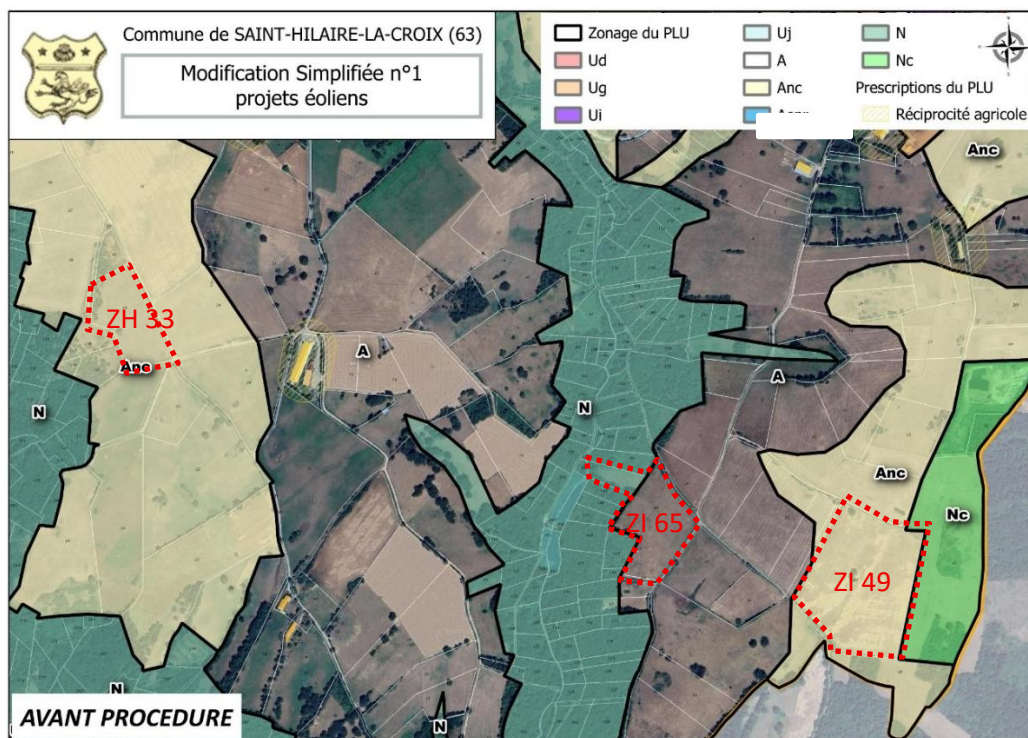 Commune de SAINT-HILAIRE-LA-CROIX (63)
Modification Simplifiée n°1
projets éoliens
Zonage du PLU
Ud
Ug
Ui
Uj
A
Anc
N
Nc
Prescriptions du PLU
Réciprocité agricole
Anc
ZH 33
Anc
A
N
N
A
Anc
Nc
ZI 65
ZI 49
N
N
AVANT PROCEDURE